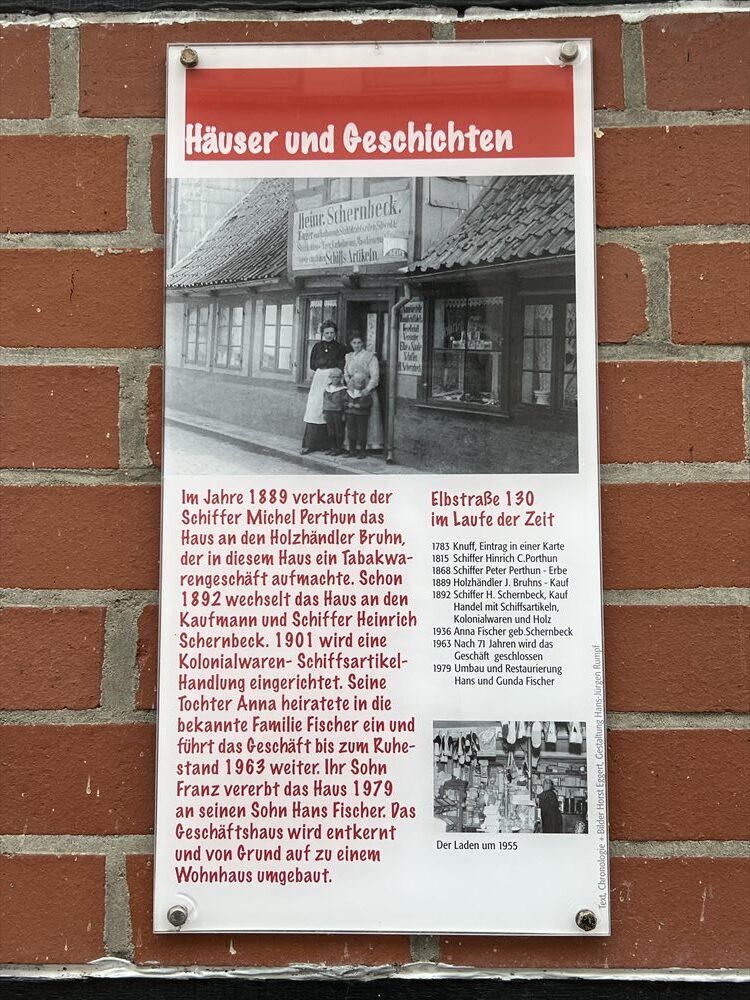 Häuser und Geschichten
Heinr. Schernbeck.
Schiffs Artikeln.
Im Jahre 1889 verkaufte der
Schiffer Michel Perthun das
Haus an den Holzhändler Bruhn,
der in diesem Haus ein Tabakwa-
rengeschäft aufmachte. Schon
1892 wechselt das Haus an den
Kaufmann und Schiffer Heinrich
Schernbeck. 1901 wird eine
Kolonialwaren- Schiffsartikel-
Handlung eingerichtet. Seine
Tochter Anna heiratete in die
bekannte Familie Fischer ein und
führt das Geschäft bis zum Ruhe-
stand 1963 weiter. Ihr Sohn
Franz vererbt das Haus 1979
an seinen Sohn Hans Fischer. Das
Geschäftshaus wird entkernt
und von Grund auf zu einem
Wohnhaus umgebaut.
Elbstraße 130
im Laufe der Zeit
1783 Knuff, Eintrag in einer Karte
1815 Schiffer Hinrich C.Porthun
1868 Schiffer Peter Perthun - Erbe
1889 Holzhändler J. Bruhns - Kauf
1892 Schiffer H. Schernbeck, Kauf
Handel mit Schiffsartikeln,
Kolonialwaren und Holz
1936 Anna Fischer geb.Schernbeck
1963 Nach 71 Jahren wird das
Geschäft geschlossen
1979 Umbau und Restaurierung
Hans und Gunda Fischer
Der Laden um 1955
Text, Chronologie + Bilder Horst Eggert, Gestaltung Hans-Jürgen Rumpf